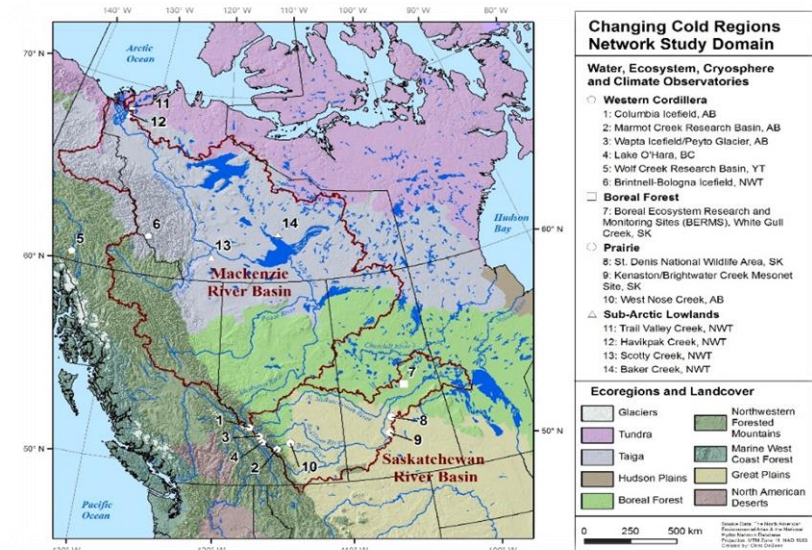 140° W
120° W
110° W
100° W
90° W
80° W
70° N
Arctic
Ocean
11
12
14
13
6
5
60° N
60° N
Hudson
Bay
Mackenzie
River Basin
Churchill River
7
1
3
4
2
8
9
10
50° N
50° N
Saskatchewan
River Basin
Pacific
Ocean
Changing Cold Regions
Network Study Domain
Water, Ecosystem, Cryosphere
and Climate Observatories
Western Cordillera
1: Columbia Icefield, AB
2: Marmot Creek Research Basin, AB
3: Wapta Icefield/Peyto Glacier, AB
4: Lake O'Hara, BC
5: Wolf Creek Research Basin, YT
6: Brintnell-Bologna Icefield, NWT
Boreal Forest
7: Boreal Ecosystem Research and
Monitoring Sites (BERMS), White Gull
Creek, SK
Prairie
8: St. Denis National Wildlife Area, SK
9: Kenaston/Brightwater Creek Mesonet
Site, SK
10: West Nose Creek, AB
Sub-Arctic Lowlands
11: Trail Valley Creek, NWT
12: Havikpak Creek, NWT
13: Scotty Creek, NWT
14: Baker Creek, NWT
Ecoregions and Landcover
Glaciers
Tundra
Taiga
Hudson Plains
Boreal Forest
Northwestern
Forested
Mountains
Marine West
Coast Forest
Great Plains
North American
Deserts
0 250 500 km